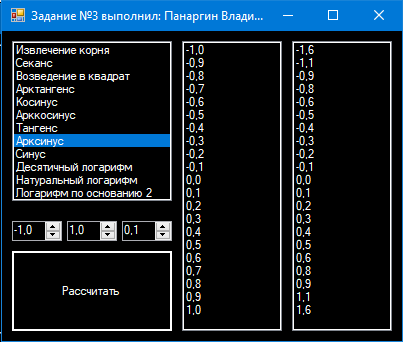 Задание №3 выполнил: Панаргин Влади...
Извлечение корня
Секанс
Возведение в квадрат
Арктангенс
Косинус
Арккосинус
Тангенс
Арксинус
Синус
Десятичный логарифм
Натуральный логарифм
Логарифм по основанию 2
-1,0 1,0 0,1
Рассчитать
-1,0
-0,9
-0,8
-0,7
-0,6
-0,5
-0,4
-0,3
-0,2
-0,1
0,0
0,1
0,2
0,3
0,4
0,5
0,6
0,7
0,8
0,9
1,0
-1,6
-1,1
-0,9
-0,8
-0,6
-0,5
-0,4
-0,3
-0,2
-0,1
0,0
0,1
0,2
0,3
0,4
0,5
0,6
0,8
0,9
1,1
1,6